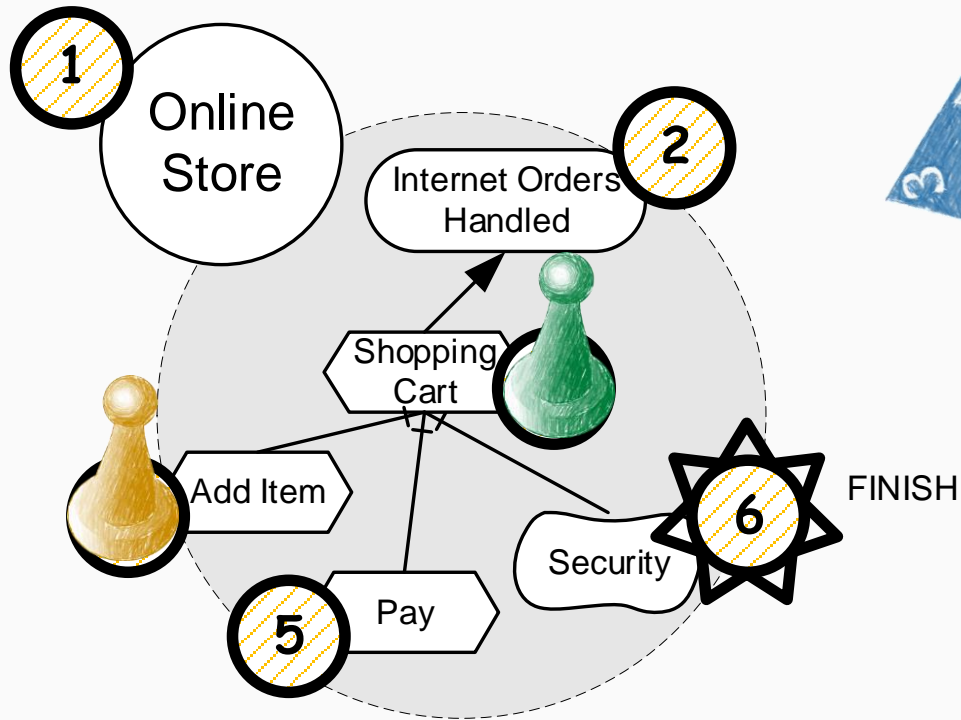 1
Online
Store
2
Internet Orders
Handled
3
Shopping
Cart
Add Item
Security
6
FINISH
Pay
5